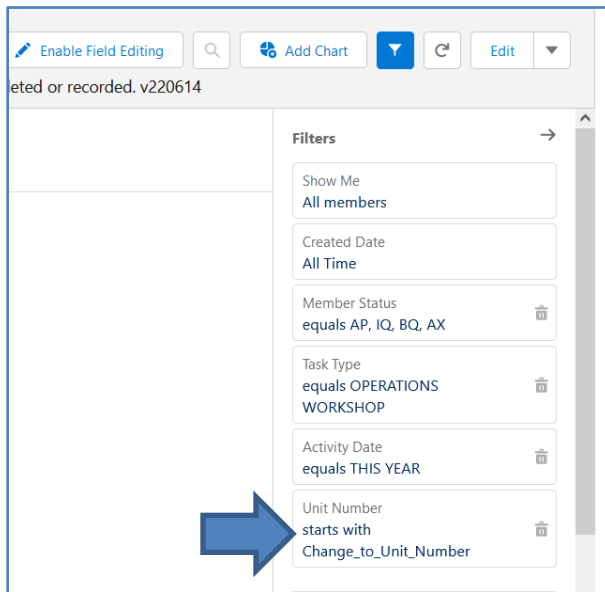 Enable Field Editing Add Chart Edit
leted or recorded. v220614
Filters
Show Me
All members
Created Date
All Time
Member Status
equals AP, IQ, BQ, AX
Task Type
equals OPERATIONS
WORKSHOP
Activity Date
equals THIS YEAR
Unit Number
starts with
Change_to_Unit_Number